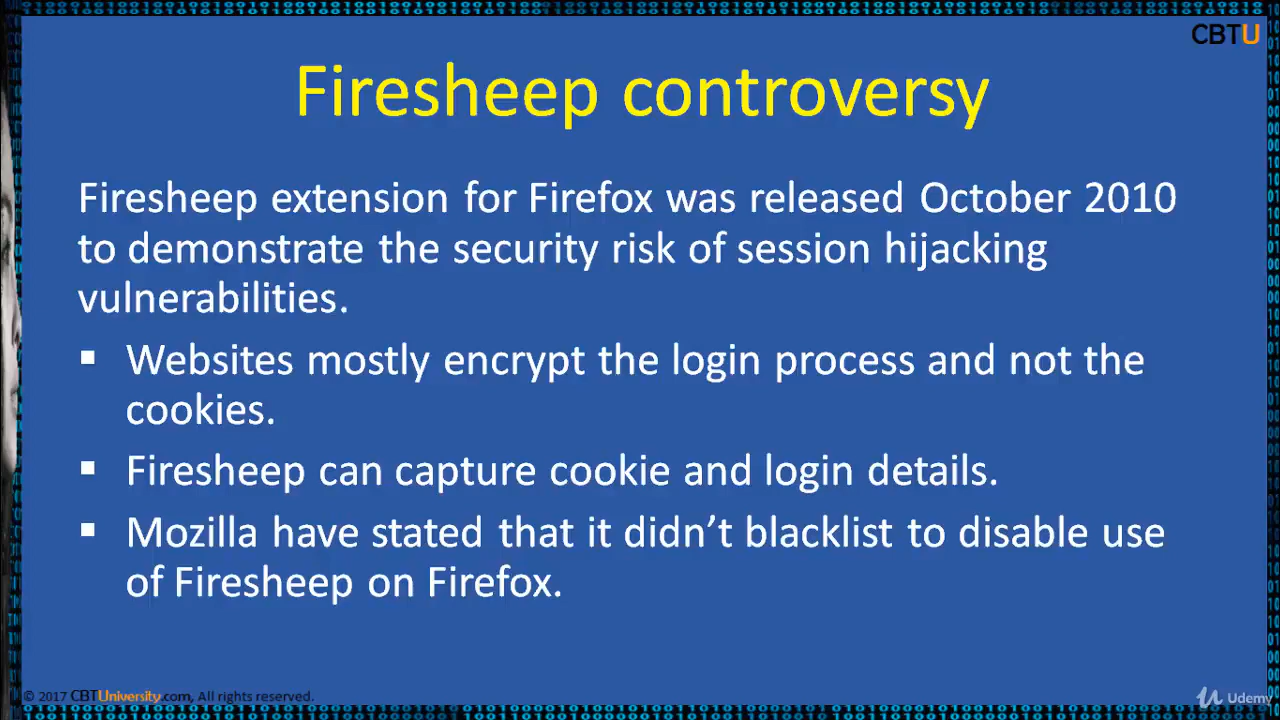 CBTU
Firesheep controversy
Firesheep extension for Firefox was released October 2010
to demonstrate the security risk of session hijacking
vulnerabilities.
▪ Websites mostly encrypt the login process and not the
cookies.
▪ Firesheep can capture cookie and login details.
▪ Mozilla have stated that it didn’t blacklist to disable use
of Firesheep on Firefox.
© 2017 CBTUniversity.com, All rights reserved.
Udemy